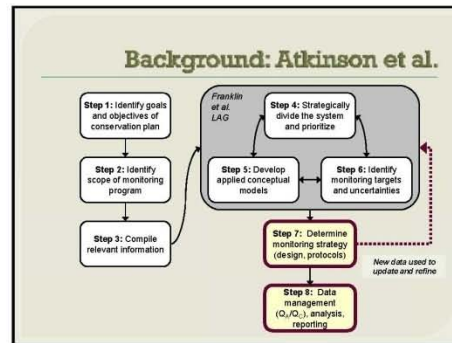 Background: Atkinson et al.
Step 1: Identify goals
and objectives of
conservation plan
Step 2: Identify
scope of monitoring
program
Step 3: Compile
relevant information
Franklin
et al.
LAG
Step 4: Strategically
divide the system
and prioritize
Step 5: Develop
applied conceptual
models
Step 6: Identify
monitoring targets
and uncertainties
Step 7: Determine
monitoring strategy
(design, protocols)
New data used to
update and refine
Step 8: Data
management
(QA/QC), analysis,
reporting